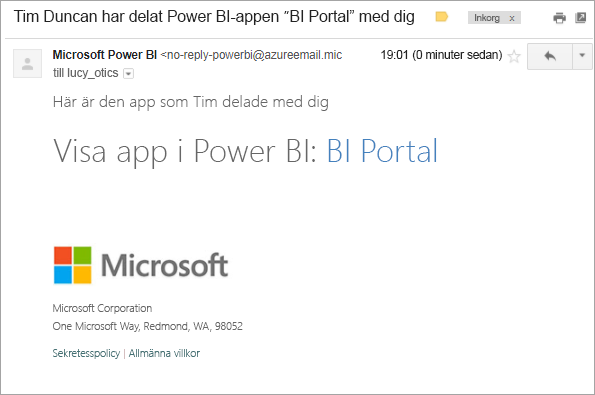 Tim Duncan har delat Power BI-appen ”BI Portal” med dig
Inkorg x
Microsoft Power BI <no-reply-powerbi@azureemail.mic
19:01 (0 minuter sedan)
till lucy_otics
Här är den app som Tim delade med dig
Visa app i Power BI: BI Portal
Microsoft
Microsoft Corporation
One Microsoft Way, Redmond, WA, 98052
Sekretesspolicy | Allmänna villkor